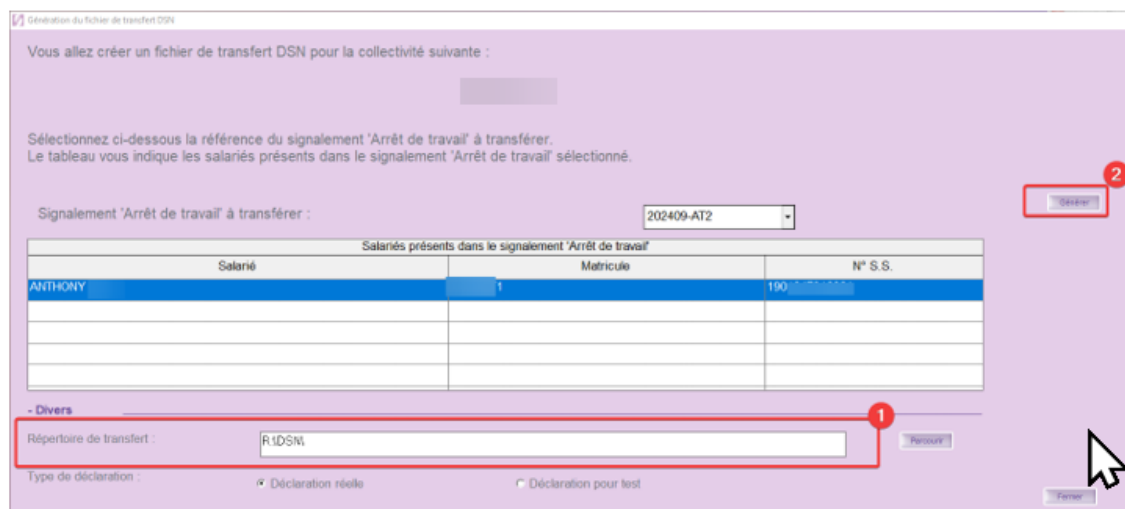 Génération du fichier de transfert DSN
Vous allez créer un fichier de transfert DSN pour la collectivité suivante :
Sélectionnez ci-dessous la référence du signalement 'Arrêt de travail' à transférer.
Le tableau vous indique les salariés présents dans le signalement 'Arrêt de travail' sélectionné.
2
Générer
Signalement 'Arrêt de travail' à transférer :
202409-AT2
Salariés présents dans le signalement 'Arrêt de travail'
Salarié Matricule N° S.S.
ANTHONY 1 190
- Divers
1
Répertoire de transfert : R:\DSN\ Parcourir
Type de déclaration : Déclaration réelle Déclaration pour test
Fermer